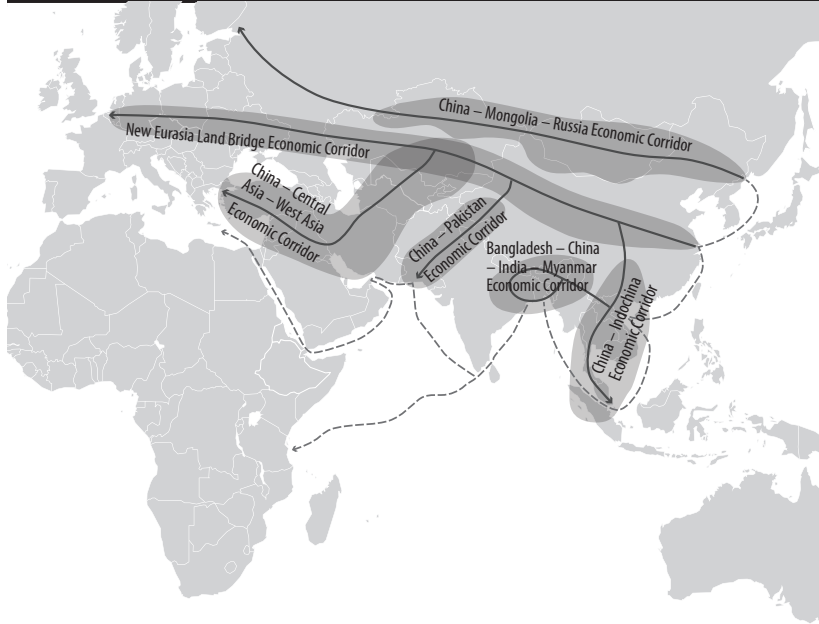 China – Mongolia – Russia Economic Corridor
New Eurasia Land Bridge Economic Corridor
China – Central
Asia – West Asia
Economic Corridor
China – Pakistan
Economic Corridor
Bangladesh – China
– India – Myanmar
Economic Corridor
China – Indochina
Economic Corridor